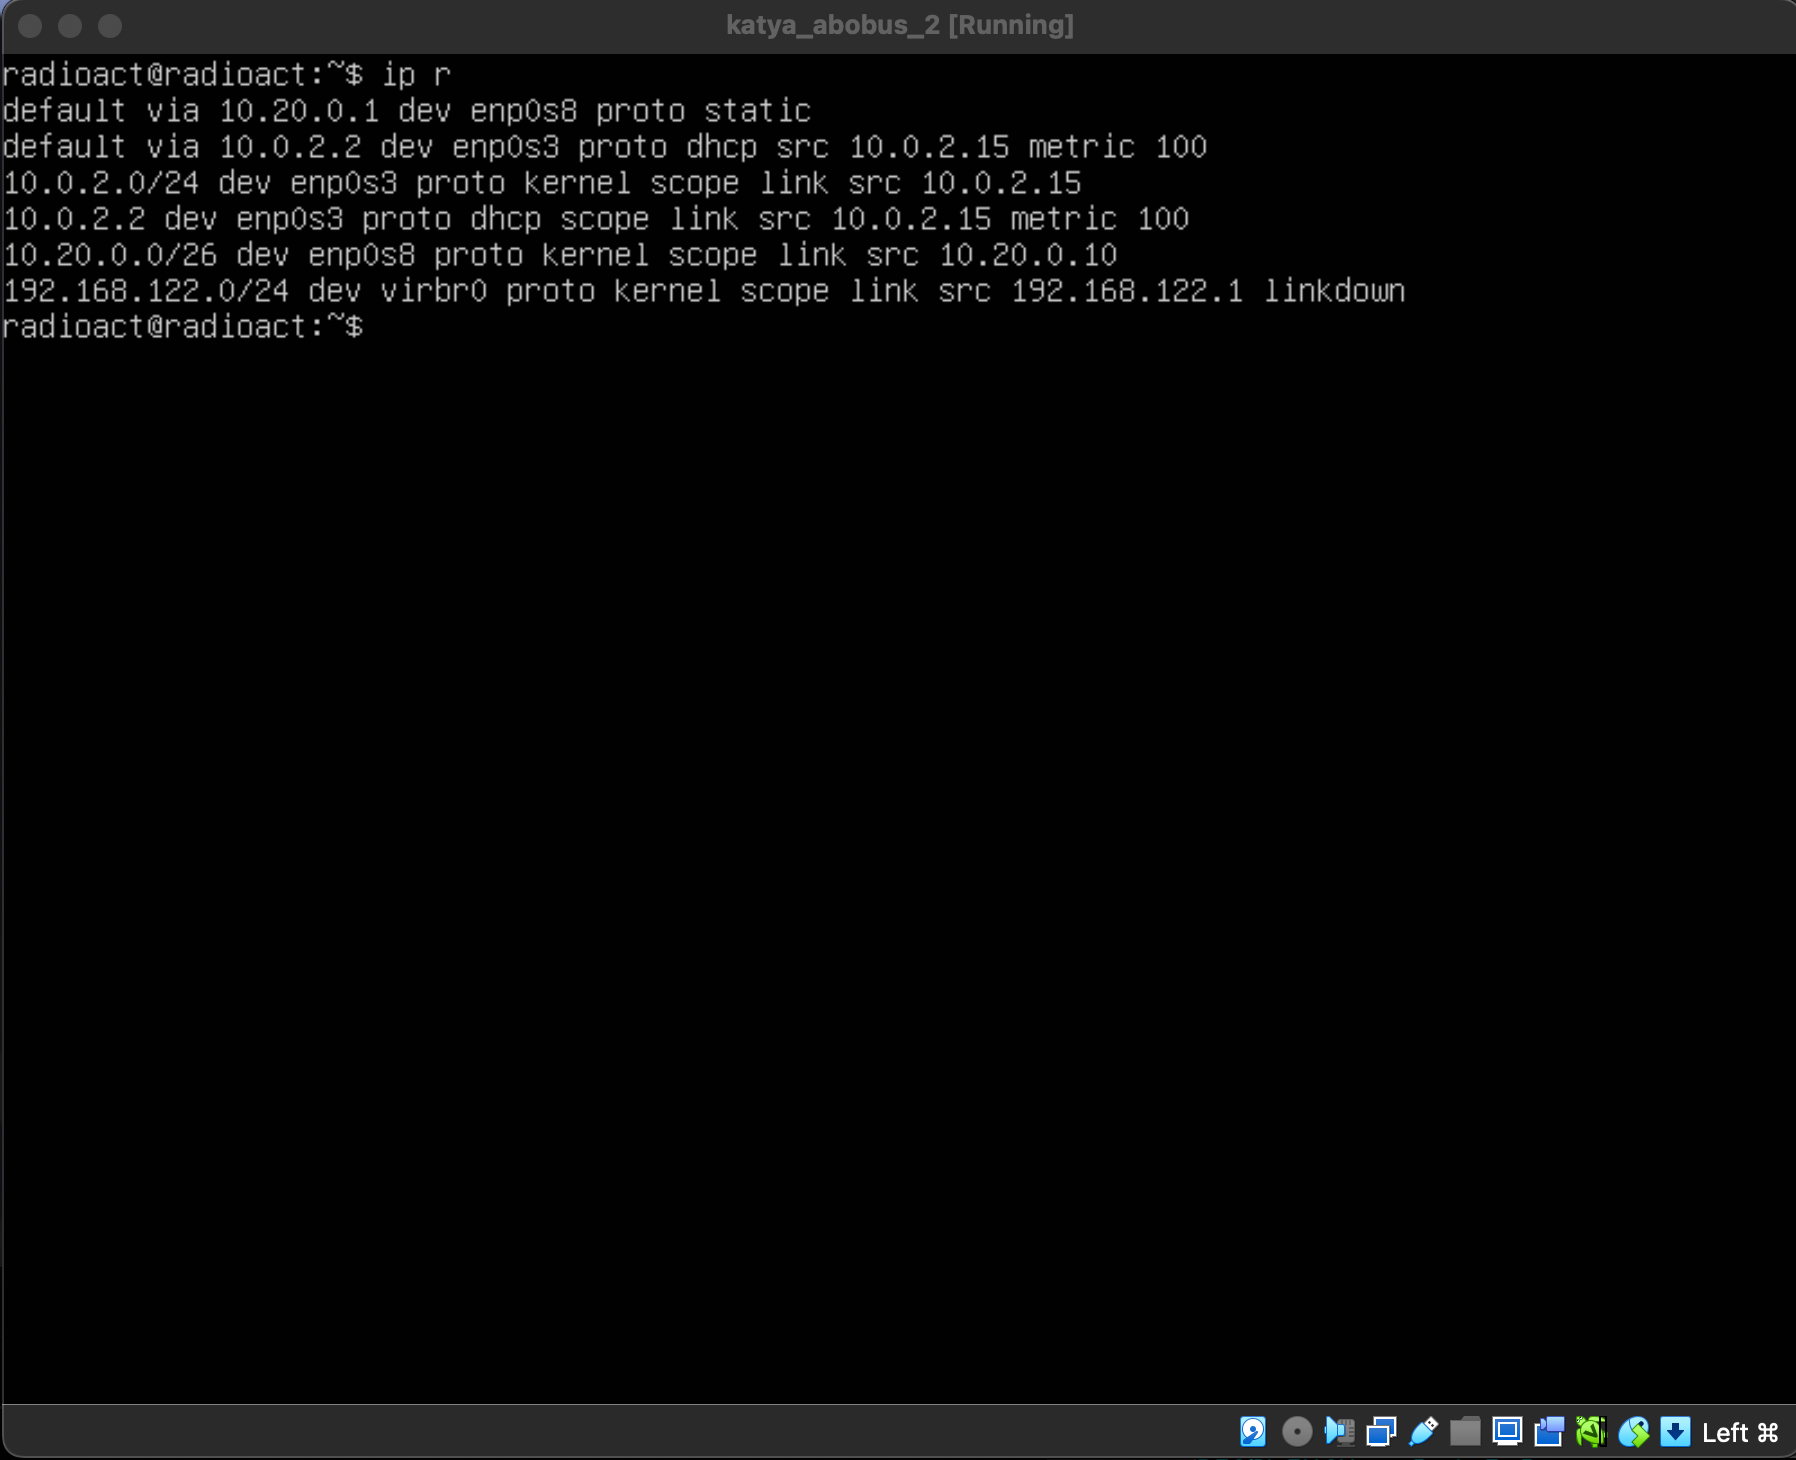 katya_abobus_2 [Running]
radioact@radioact:~$ ip r
default via 10.20.0.1 dev enp0s8 proto static
default via 10.0.2.2 dev enp0s3 proto dhcp src 10.0.2.15 metric 100
10.0.2.0/24 dev enp0s3 proto kernel scope link src 10.0.2.15
10.0.2.2 dev enp0s3 proto dhcp scope link src 10.0.2.15 metric 100
10.20.0.0/26 dev enp0s8 proto kernel scope link src 10.20.0.10
192.168.122.0/24 dev virbr0 proto kernel scope link src 192.168.122.1 linkdown
radioact@radioact:~$
Left ⌘